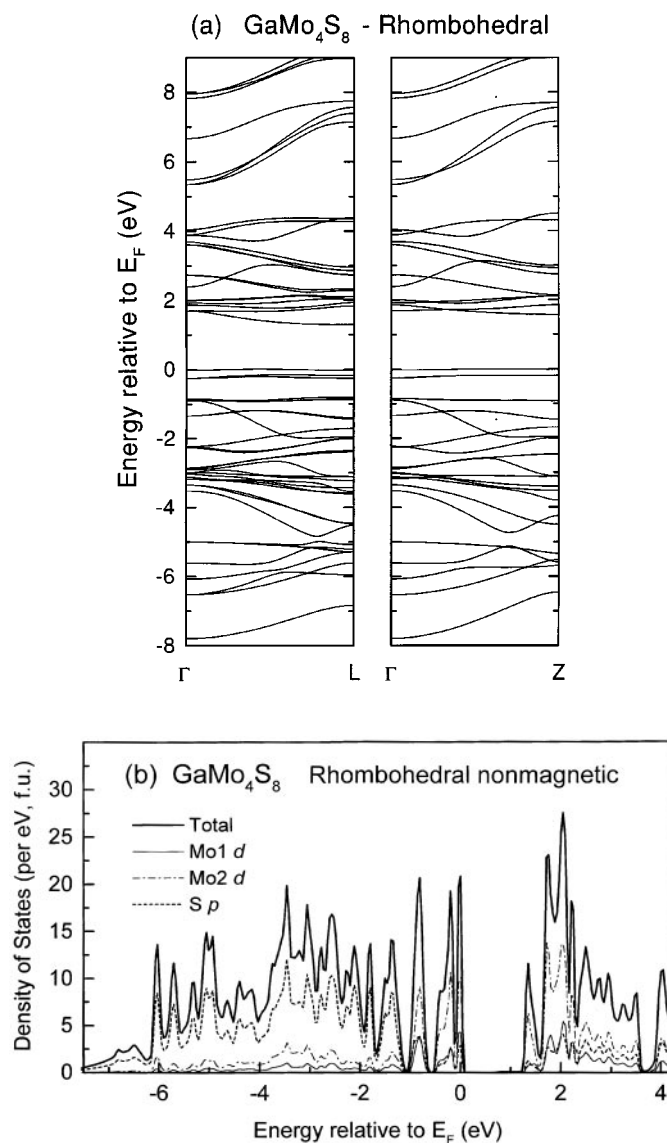 (a) GaMo₄S₈ - Rhombohedral
8
6
4
2
0
-2
-4
-6
-8
Energy relative to E_F (eV)
Γ L Γ Z
(b) GaMo₄S₈ Rhombohedral nonmagnetic
Total
Mo1 d
Mo2 d
S p
30
25
20
15
10
5
0
Density of States (per eV, f.u.)
-6 -4 -2 0 2 4
Energy relative to E_F (eV)